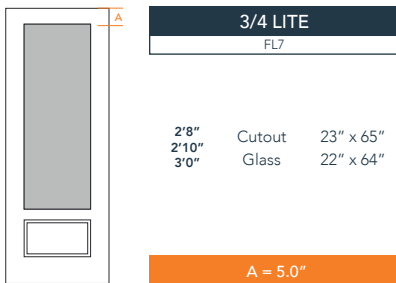 A
3/4 LITE
FL7
2'8"
2'10"
3'0"
Cutout 23" x 65"
Glass 22" x 64"
A = 5.0"